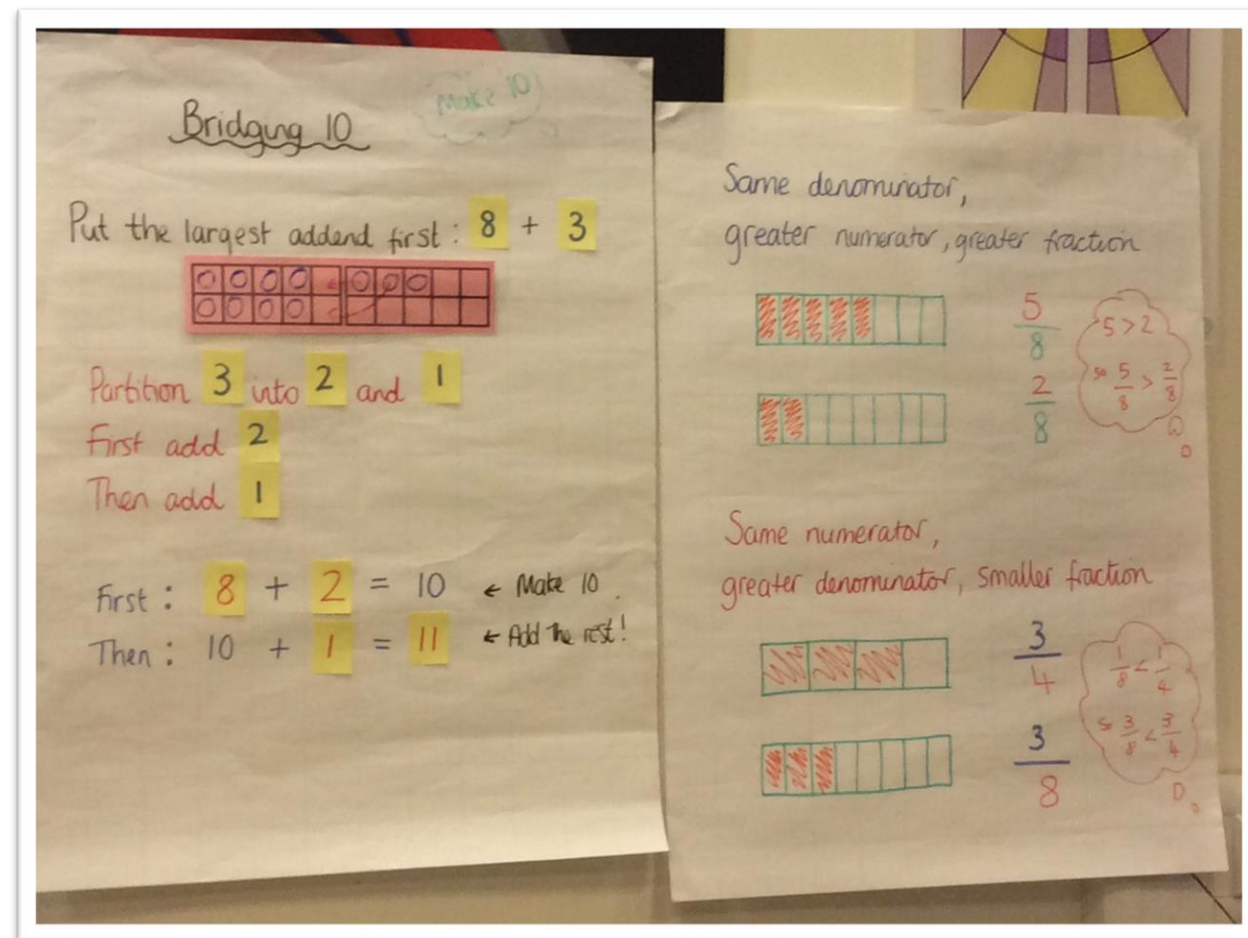 Bridging 10
Make 10!
Put the largest addend first : 8 + 3
Partition 3 into 2 and 1
First add 2
Then add 1
First : 8 + 2 = 10 ← Make 10.
Then : 10 + 1 = 11 ← Add the rest!
Same denominator,
greater numerator, greater fraction
5/8
2/8
5 > 2
so 5/8 > 2/8
Same numerator,
greater denominator, smaller fraction
3/4
3/8
1/8 < 1/4
so 3/8 < 3/4